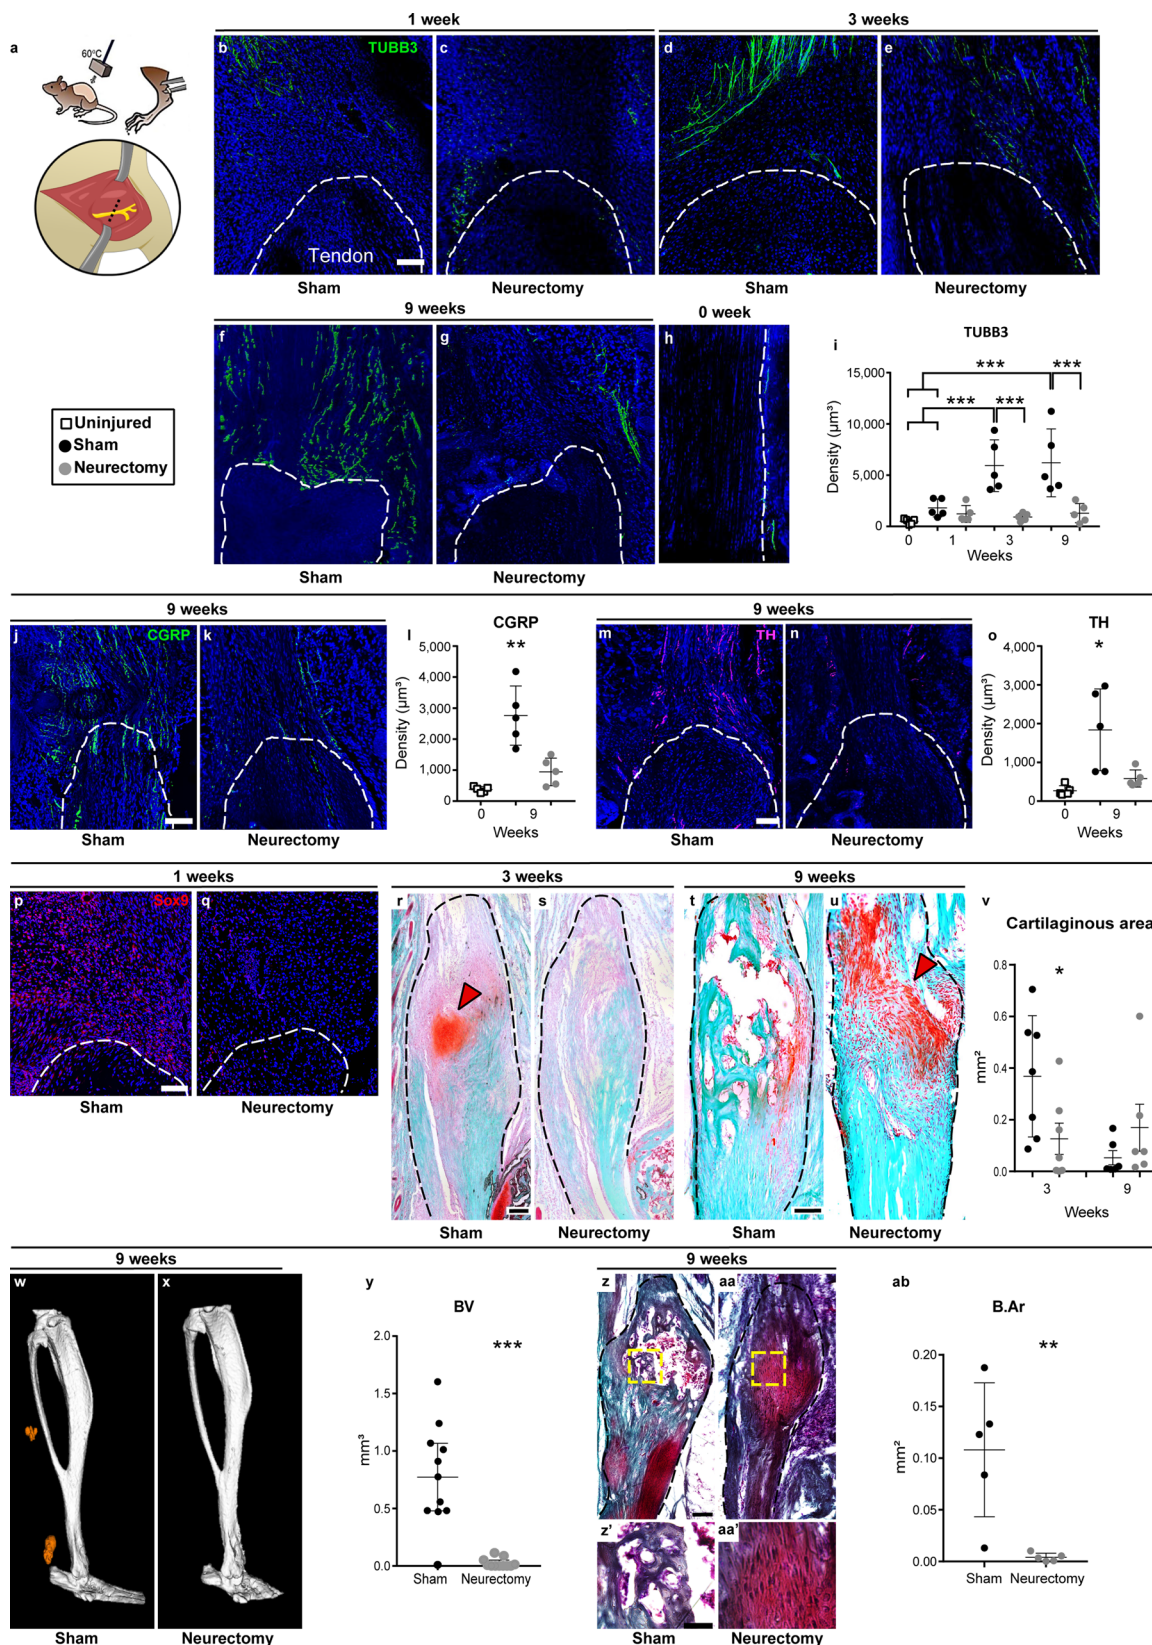 1 week
3 weeks
a
60ºC
b
TUBB3
c
d
e
Tendon
Sham
Neurectomy
Sham
Neurectomy
9 weeks
0 week
f
g
h
Sham
Neurectomy
Uninjured
Sham
Neurectomy
i
TUBB3
***
***
***
***
15,000
10,000
5,000
0
Density (µm³)
0
1
3
9
Weeks
9 weeks
j
CGRP
k
Sham
Neurectomy
l
CGRP
**
5,000
4,000
3,000
2,000
1,000
0
Density (µm³)
0
9
Weeks
9 weeks
m
TH
n
Sham
Neurectomy
o
TH
*
4,000
3,000
2,000
1,000
0
Density (µm³)
0
9
Weeks
1 weeks
p
Sox9
q
Sham
Neurectomy
3 weeks
r
s
Sham
Neurectomy
9 weeks
t
u
Sham
Neurectomy
v
Cartilaginous area
*
0.8
0.6
0.4
0.2
0.0
mm²
3
9
Weeks
9 weeks
w
x
Sham
Neurectomy
y
BV
***
2.0
1.5
1.0
0.5
0.0
mm³
Sham
Neurectomy
9 weeks
z
aa
z'
aa'
Sham
Neurectomy
ab
B.Ar
**
0.20
0.15
0.10
0.05
0.00
mm²
Sham
Neurectomy